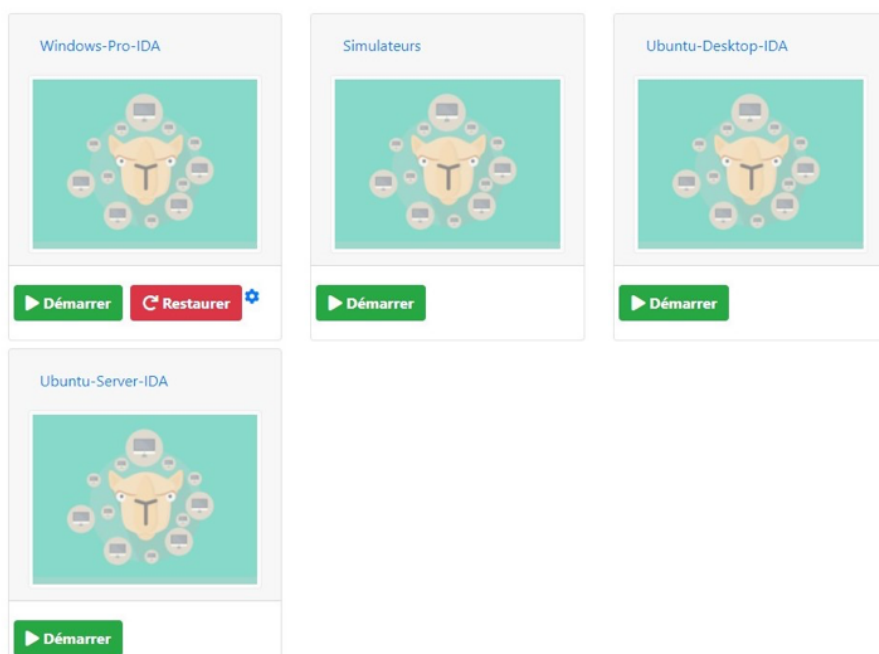 Windows-Pro-IDA
Simulateurs
Ubuntu-Desktop-IDA
Démarrer
Restaurer
Démarrer
Démarrer
Ubuntu-Server-IDA
Démarrer